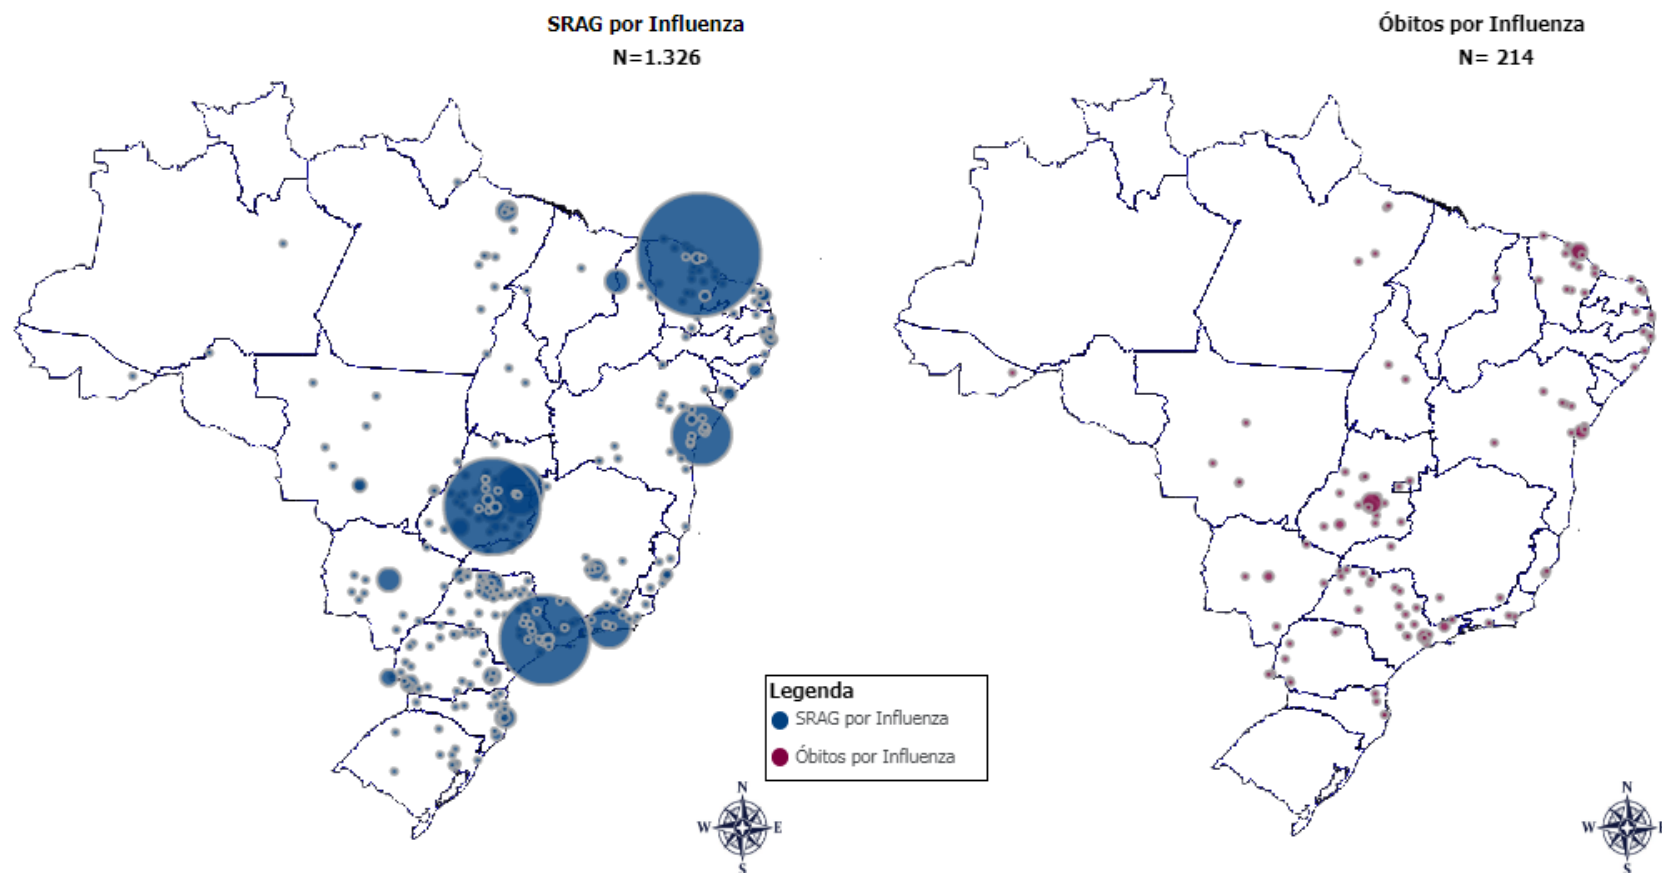 SRAG por Influenza
N=1.326
Óbitos por Influenza
N= 214
Legenda
SRAG por Influenza
Óbitos por Influenza
N
W
E
S
N
W
S